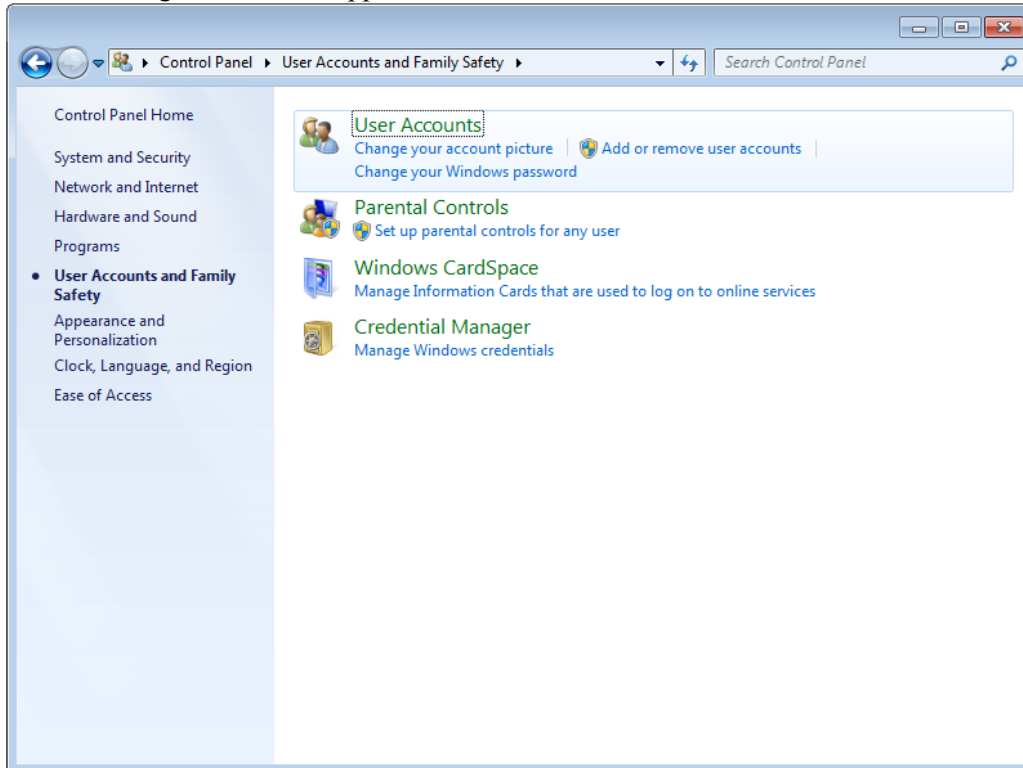 Control Panel User Accounts and Family Safety Search Control Panel
Control Panel Home
System and Security
Network and Internet
Hardware and Sound
Programs
User Accounts and Family
Safety
Appearance and
Personalization
Clock, Language, and Region
Ease of Access
User Accounts
Change your account picture Add or remove user accounts
Change your Windows password
Parental Controls
Set up parental controls for any user
Windows CardSpace
Manage Information Cards that are used to log on to online services
Credential Manager
Manage Windows credentials